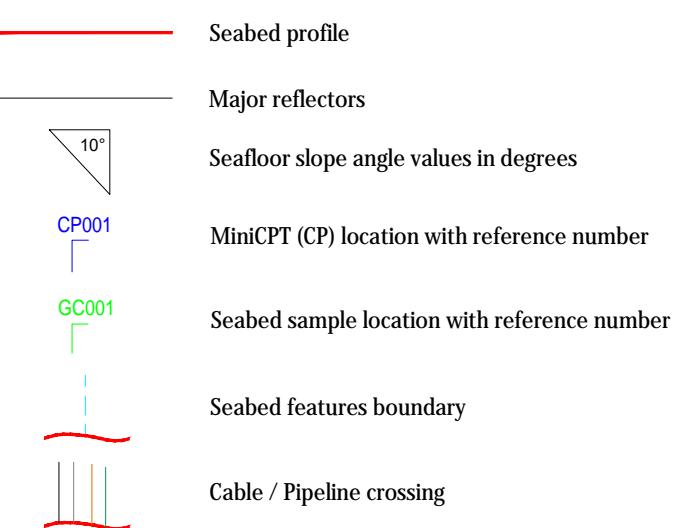 Seabed profile
Major reflectors
10°
Seafloor slope angle values in degrees
CP001
MiniCPT (CP) location with reference number
GC001
Seabed sample location with reference number
Seabed features boundary
Cable / Pipeline crossing